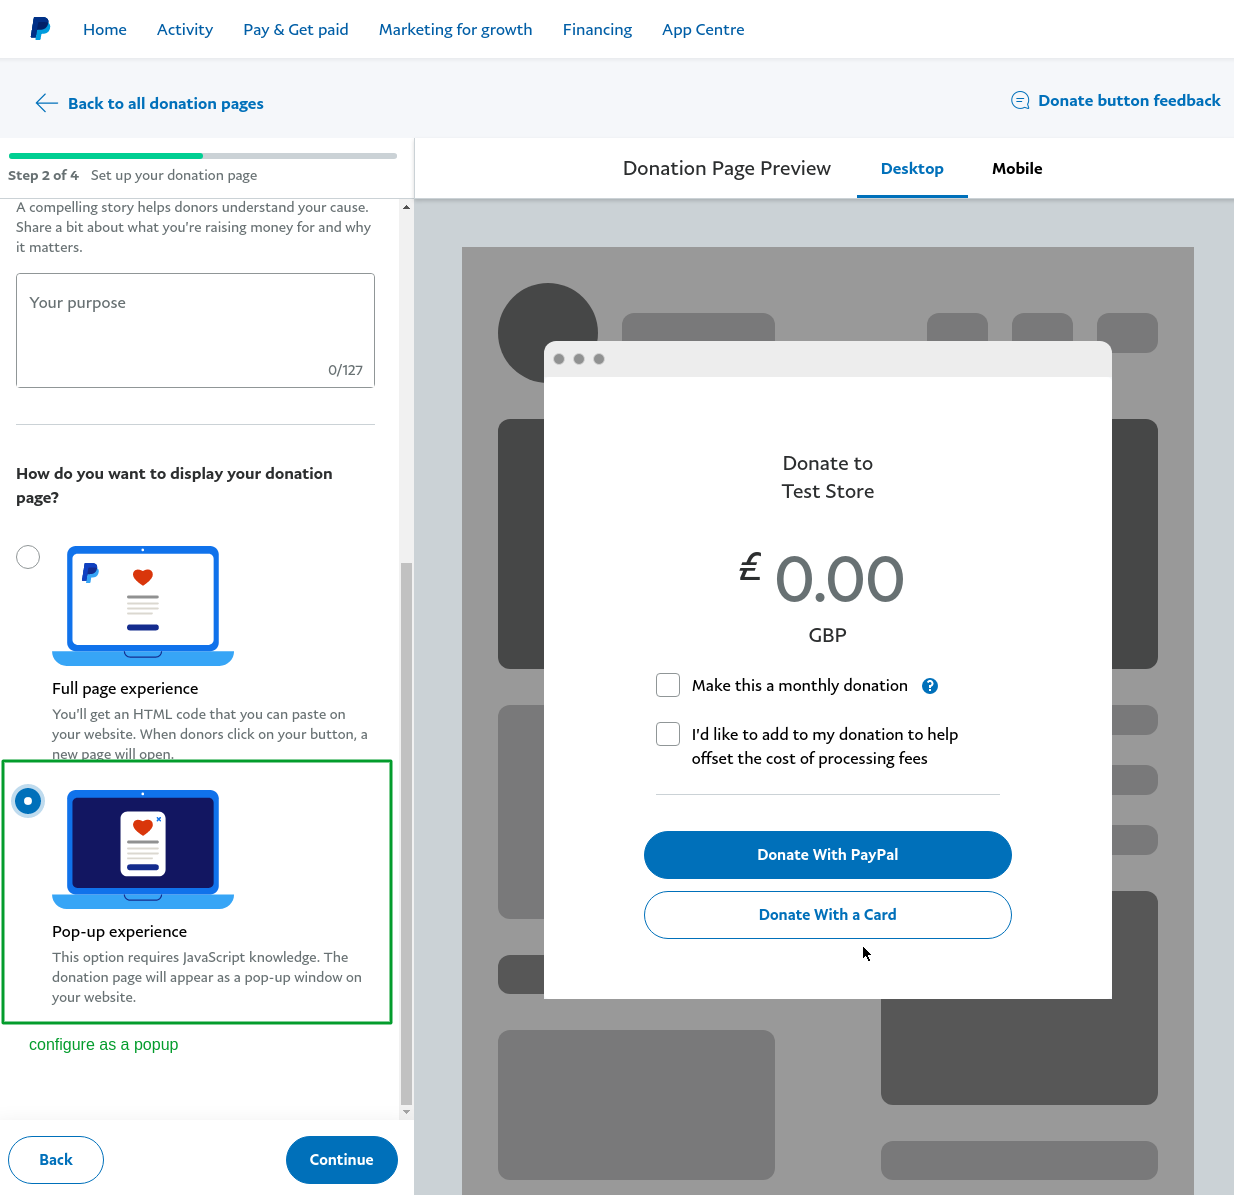 Home Activity Pay & Get paid Marketing for growth Financing App Centre
Back to all donation pages
Donate button feedback
Step 2 of 4 Set up your donation page
Donation Page Preview Desktop Mobile
A compelling story helps donors understand your cause.
Share a bit about what you're raising money for and why
it matters.
Your purpose
0/127
How do you want to display your donation
page?
Full page experience
You'll get an HTML code that you can paste on
your website. When donors click on your button, a
new page will open.
Pop-up experience
This option requires JavaScript knowledge. The
donation page will appear as a pop-up window on
your website.
configure as a popup
Back Continue
Donate to
Test Store
£ 0.00
GBP
Make this a monthly donation ?
I'd like to add to my donation to help
offset the cost of processing fees
Donate With PayPal
Donate With a Card